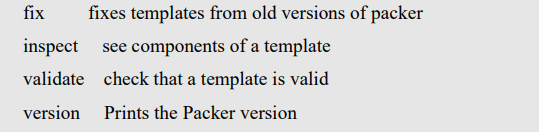 fix fixes templates from old versions of packer
inspect see components of a template
validate check that a template is valid
version Prints the Packer version